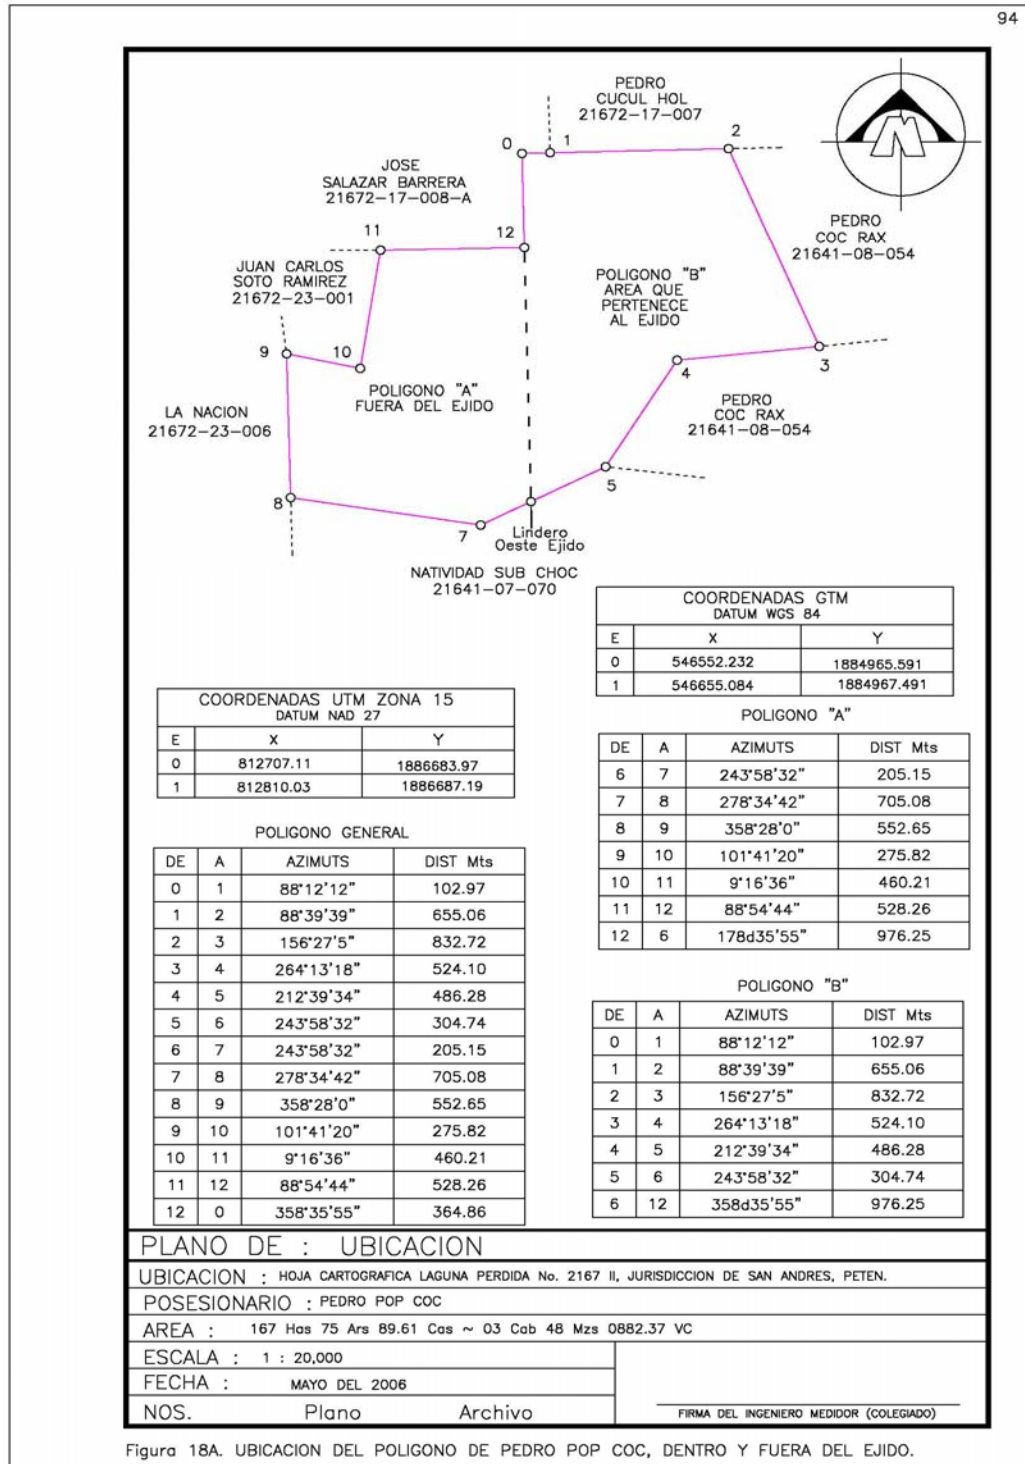 94
PEDRO
CUCUL HOL
21672-17-007
0
1
2
JOSE
SALAZAR BARRERA
21672-17-008-A
11
12
PEDRO
COC RAX
21641-08-054
JUAN CARLOS
SOTO RAMIREZ
21672-23-001
POLIGONO "B"
AREA QUE
PERTENECE
AL EJIDO
9
10
3
4
POLIGONO "A"
FUERA DEL EJIDO
PEDRO
COC RAX
21641-08-054
LA NACION
21672-23-006
5
8
7
Lindero
Oeste Ejido
NATIVIDAD SUB CHOC
21641-07-070
COORDENADAS GTM
DATUM WGS 84
E X Y
0 546552.232 1884965.591
1 546655.084 1884967.491
COORDENADAS UTM ZONA 15
DATUM NAD 27
E X Y
0 812707.11 1886683.97
1 812810.03 1886687.19
POLIGONO "A"
DE A AZIMUTS DIST Mts
6 7 243°58'32" 205.15
7 8 278°34'42" 705.08
8 9 358°28'0" 552.65
9 10 101°41'20" 275.82
10 11 9°16'36" 460.21
11 12 88°54'44" 528.26
12 6 178d35'55" 976.25
POLIGONO GENERAL
DE A AZIMUTS DIST Mts
0 1 88°12'12" 102.97
1 2 88°39'39" 655.06
2 3 156°27'5" 832.72
3 4 264°13'18" 524.10
4 5 212°39'34" 486.28
5 6 243°58'32" 304.74
6 7 243°58'32" 205.15
7 8 278°34'42" 705.08
8 9 358°28'0" 552.65
9 10 101°41'20" 275.82
10 11 9°16'36" 460.21
11 12 88°54'44" 528.26
12 0 358°35'55" 364.86
POLIGONO "B"
DE A AZIMUTS DIST Mts
0 1 88°12'12" 102.97
1 2 88°39'39" 655.06
2 3 156°27'5" 832.72
3 4 264°13'18" 524.10
4 5 212°39'34" 486.28
5 6 243°58'32" 304.74
6 12 358d35'55" 976.25
PLANO DE : UBICACION
UBICACION : HOJA CARTOGRAFICA LAGUNA PERDIDA No. 2167 II, JURISDICCION DE SAN ANDRES, PETEN.
POSESIONARIO : PEDRO POP COC
AREA : 167 Has 75 Ars 89.61 Cas ~ 03 Cab 48 Mzs 0882.37 VC
ESCALA : 1 : 20,000
FECHA : MAYO DEL 2006
NOS. Plano Archivo
FIRMA DEL INGENIERO MEDIDOR (COLEGIADO)
Figura 18A. UBICACION DEL POLIGONO DE PEDRO POP COC, DENTRO Y FUERA DEL EJIDO.